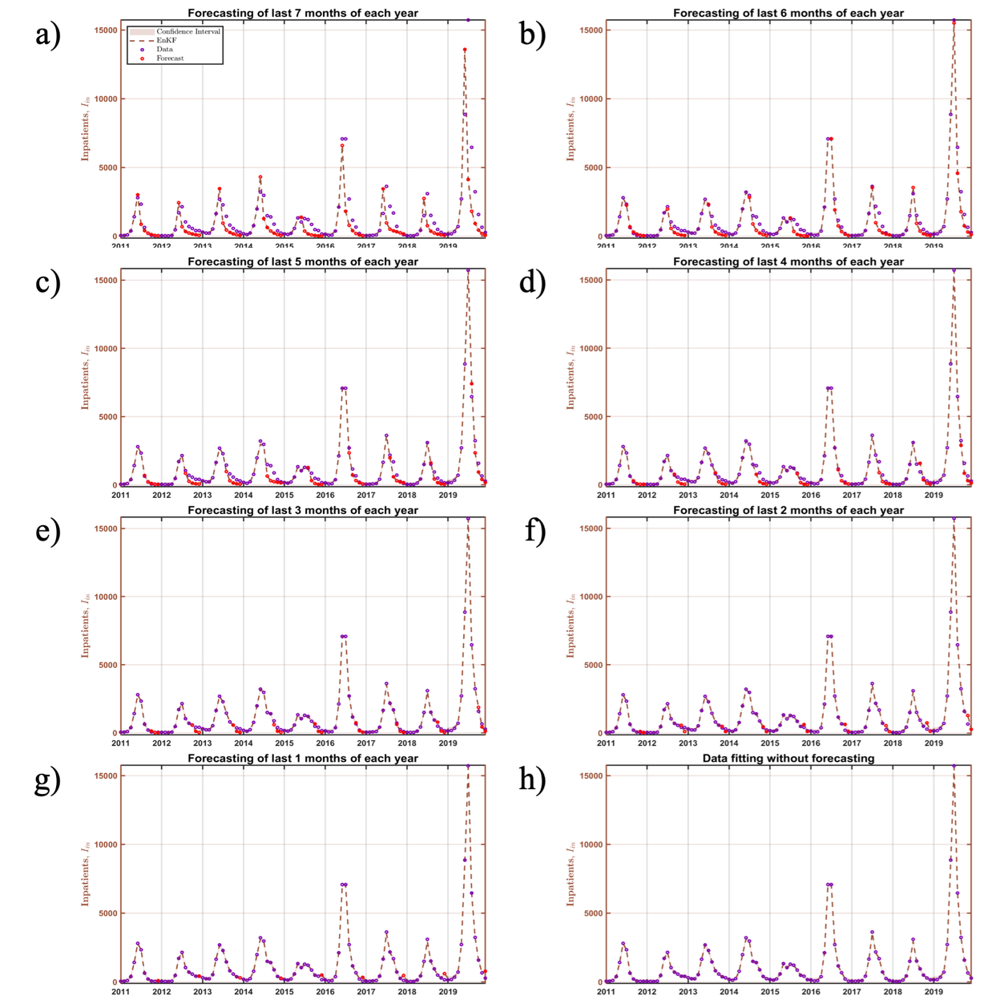 a)
Forecasting of last 7 months of each year
Confidence Interval
EnKF
Data
Forecast
15000
10000
5000
0
Inpatients, I_in
2011 2012 2013 2014 2015 2016 2017 2018 2019
b)
Forecasting of last 6 months of each year
15000
10000
5000
0
Inpatients, I_in
2011 2012 2013 2014 2015 2016 2017 2018 2019
c)
Forecasting of last 5 months of each year
15000
10000
5000
0
Inpatients, I_in
2011 2012 2013 2014 2015 2016 2017 2018 2019
d)
Forecasting of last 4 months of each year
15000
10000
5000
0
Inpatients, I_in
2011 2012 2013 2014 2015 2016 2017 2018 2019
e)
Forecasting of last 3 months of each year
15000
10000
5000
0
Inpatients, I_in
2011 2012 2013 2014 2015 2016 2017 2018 2019
f)
Forecasting of last 2 months of each year
15000
10000
5000
0
Inpatients, I_in
2011 2012 2013 2014 2015 2016 2017 2018 2019
g)
Forecasting of last 1 months of each year
15000
10000
5000
0
Inpatients, I_in
2011 2012 2013 2014 2015 2016 2017 2018 2019
h)
Data fitting without forecasting
15000
10000
5000
0
Inpatients, I_in
2011 2012 2013 2014 2015 2016 2017 2018 2019